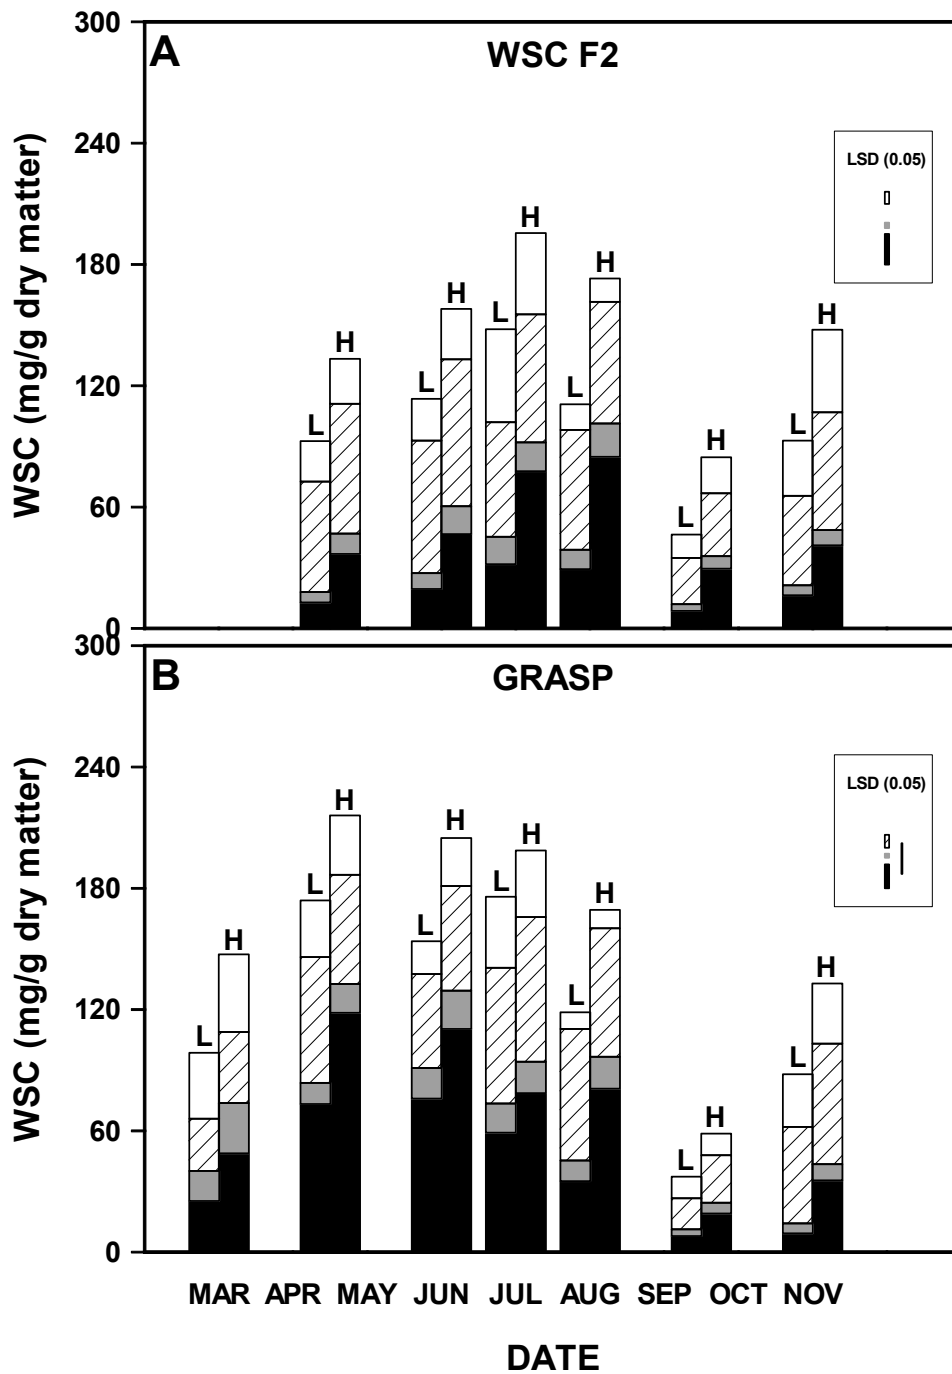 A
WSC F2
300
240
180
120
60
0
WSC (mg/g dry matter)
LSD (0.05)
L
H
L
H
L
H
L
H
L
H
L
H
B
GRASP
300
240
180
120
60
0
WSC (mg/g dry matter)
LSD (0.05)
L
H
L
H
L
H
L
H
L
H
L
H
L
H
MAR APR MAY JUN JUL AUG SEP OCT NOV
DATE